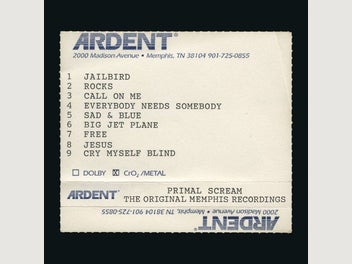 ARDENT®
2000 Madison Avenue • Memphis, TN 38104 901-725-0855
1 JAILBIRD
2 ROCKS
3 CALL ON ME
4 EVERYBODY NEEDS SOMEBODY
5 SAD & BLUE
6 BIG JET PLANE
7 FREE
8 JESUS
9 CRY MYSELF BLIND
☐ DOLBY ☒ CrO2/METAL
ARDENT® PRIMAL SCREAM
THE ORIGINAL MEMPHIS RECORDINGS
2000 Madison Avenue • Memphis, TN 38104 901-725-0855
ARDENT®